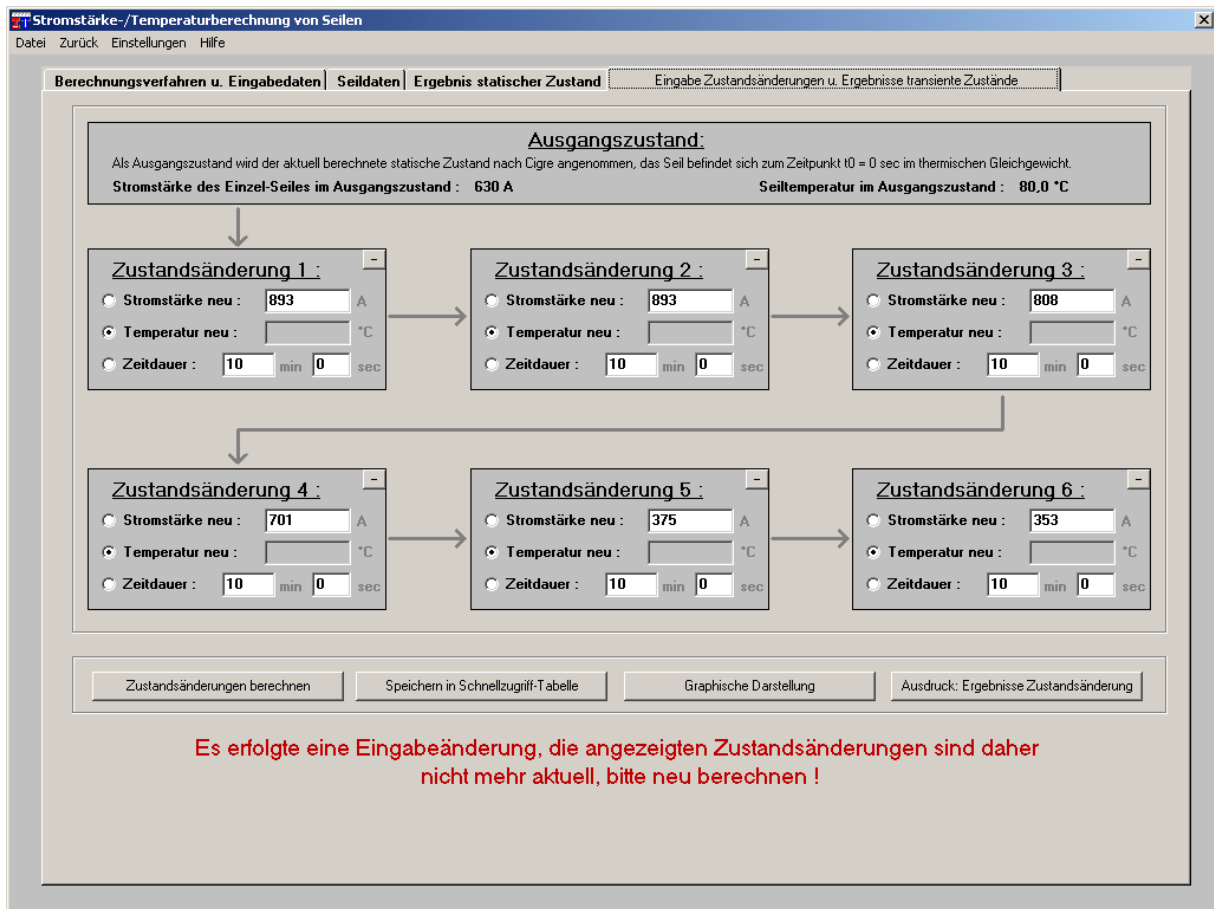 Stromstärke-/Temperaturberechnung von Seilen
Datei Zurück Einstellungen Hilfe
Berechnungsverfahren u. Eingabedaten Seildaten Ergebnis statischer Zustand Eingabe Zustandsänderungen u. Ergebnisse transiente Zustände
Ausgangszustand:
Als Ausgangszustand wird der aktuell berechnete statische Zustand nach Cigre angenommen, das Seil befindet sich zum Zeitpunkt t0 = 0 sec im thermischen Gleichgewicht.
Stromstärke des Einzel-Seiles im Ausgangszustand : 630 A Seiltemperatur im Ausgangszustand : 80,0 °C
Zustandsänderung 1 : -
Stromstärke neu : 893 A
Temperatur neu : °C
Zeitdauer : 10 min 0 sec
Zustandsänderung 2 : -
Stromstärke neu : 893 A
Temperatur neu : °C
Zeitdauer : 10 min 0 sec
Zustandsänderung 3 : -
Stromstärke neu : 808 A
Temperatur neu : °C
Zeitdauer : 10 min 0 sec
Zustandsänderung 4 : -
Stromstärke neu : 701 A
Temperatur neu : °C
Zeitdauer : 10 min 0 sec
Zustandsänderung 5 : -
Stromstärke neu : 375 A
Temperatur neu : °C
Zeitdauer : 10 min 0 sec
Zustandsänderung 6 : -
Stromstärke neu : 353 A
Temperatur neu : °C
Zeitdauer : 10 min 0 sec
Zustandsänderungen berechnen Speichern in Schnellzugriff-Tabelle Graphische Darstellung Ausdruck: Ergebnisse Zustandsänderung
Es erfolgte eine Eingabeänderung, die angezeigten Zustandsänderungen sind daher
nicht mehr aktuell, bitte neu berechnen !